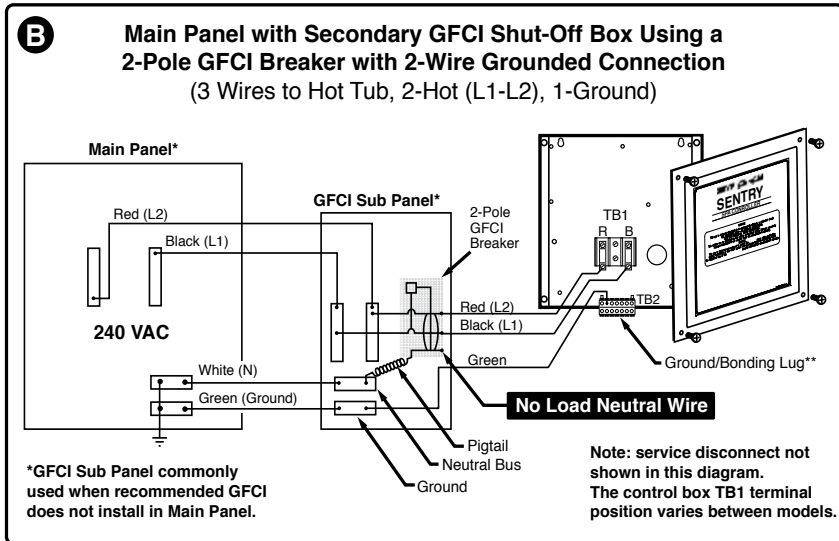 B
Main Panel with Secondary GFCI Shut-Off Box Using a
2-Pole GFCI Breaker with 2-Wire Grounded Connection
(3 Wires to Hot Tub, 2-Hot (L1-L2), 1-Ground)
Main Panel*
GFCI Sub Panel*
2-Pole
GFCI
Breaker
Red (L2)
Black (L1)
240 VAC
White (N)
Green (Ground)
TB1
R B
TB2
SENTRY
SPA CONTROLLER
Red (L2)
Black (L1)
Green
Ground/Bonding Lug**
No Load Neutral Wire
Pigtail
Neutral Bus
Ground
*GFCI Sub Panel commonly
used when recommended GFCI
does not install in Main Panel.
Note: service disconnect not
shown in this diagram.
The control box TB1 terminal
position varies between models.